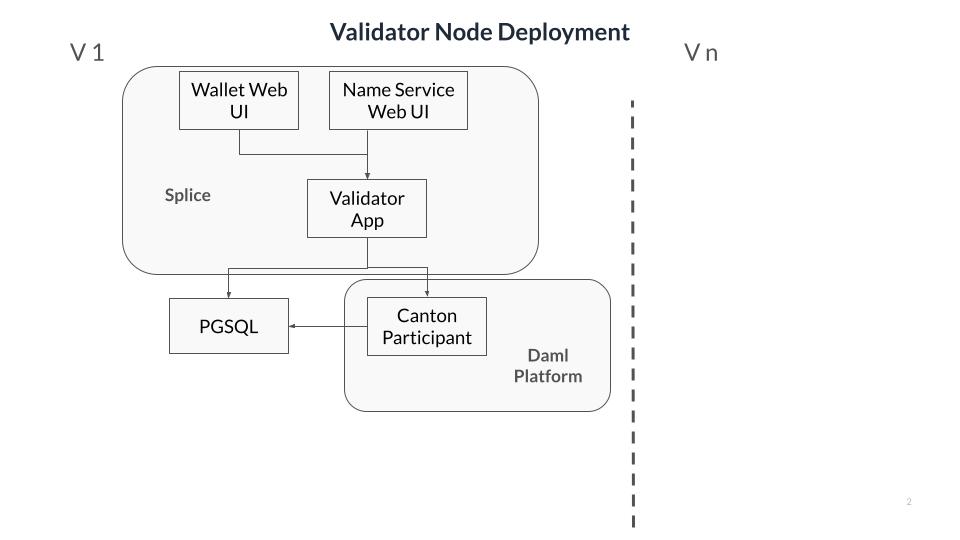 Validator Node Deployment
V 1
V n
Wallet Web
UI
Name Service
Web UI
Splice
Validator
App
PGSQL
Canton
Participant
Daml
Platform
2